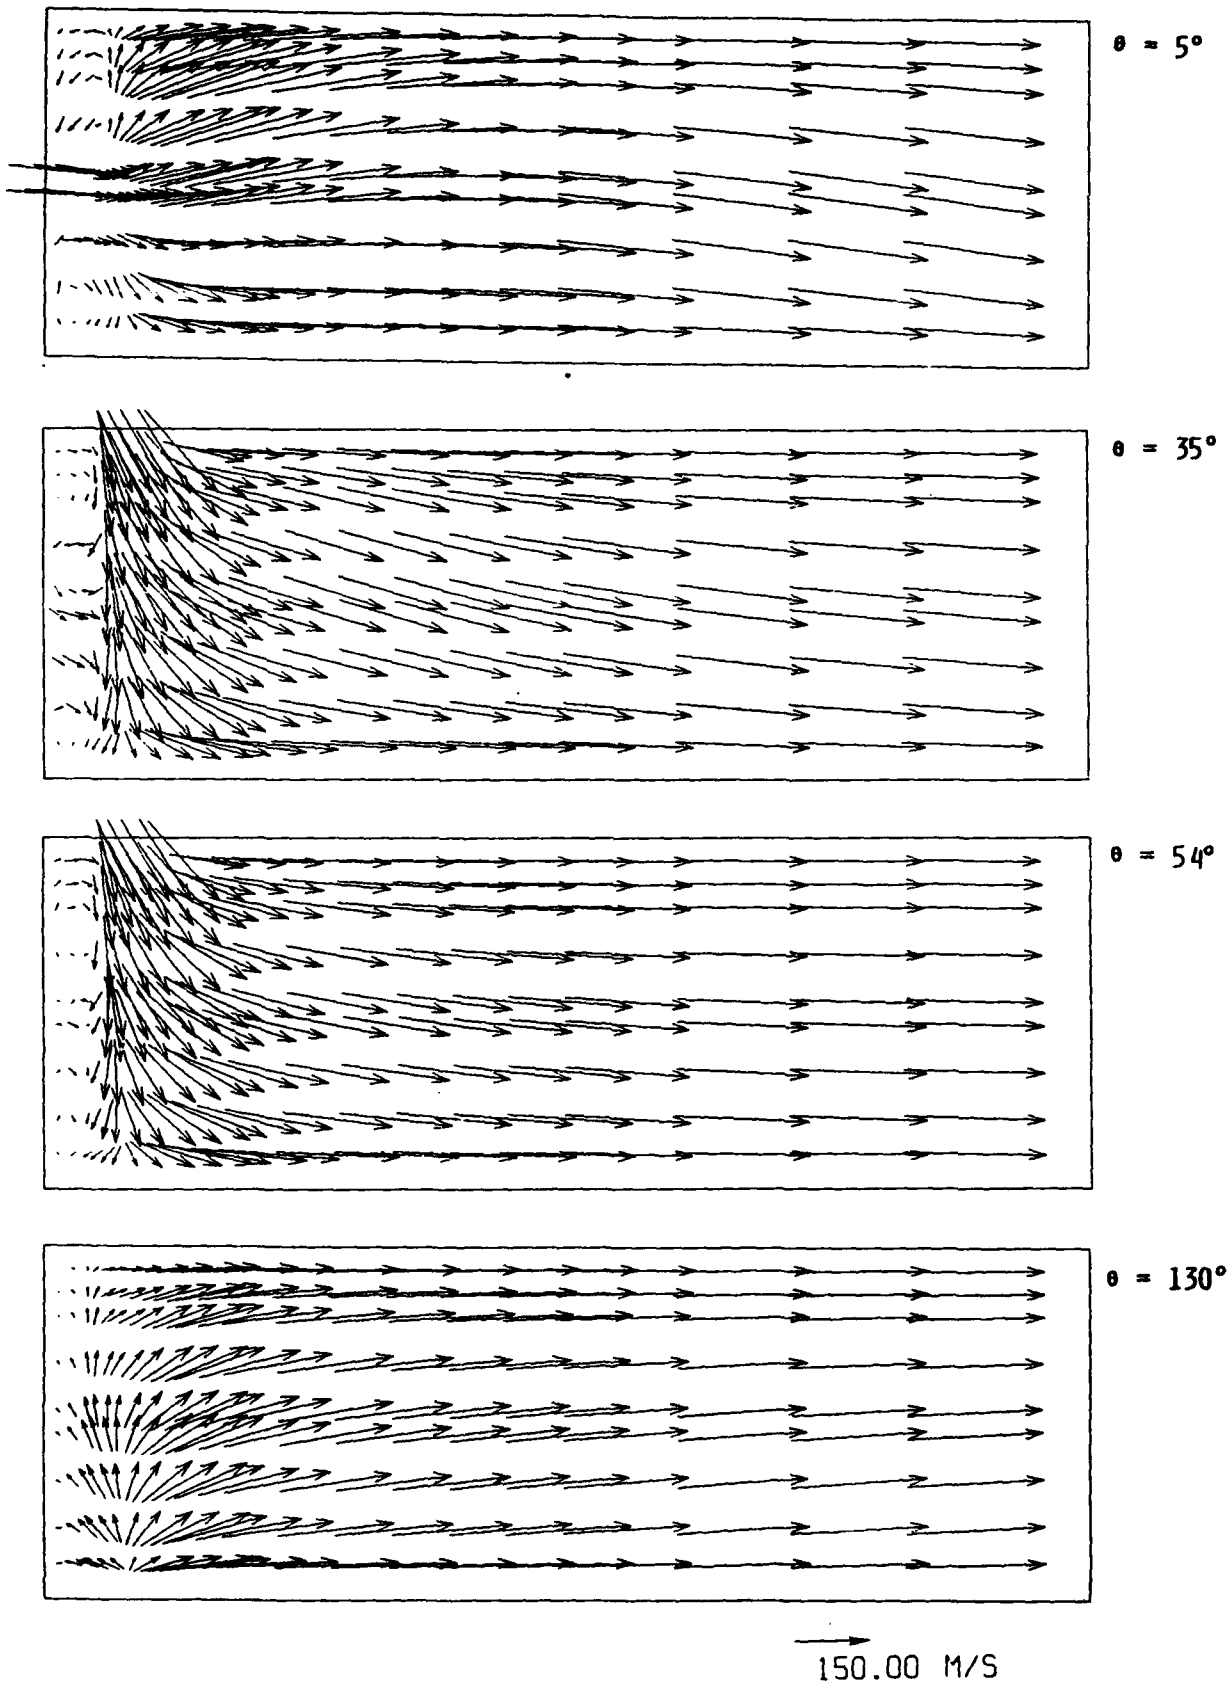 θ = 5°
θ = 35°
θ = 54°
θ = 130°
150.00 M/S